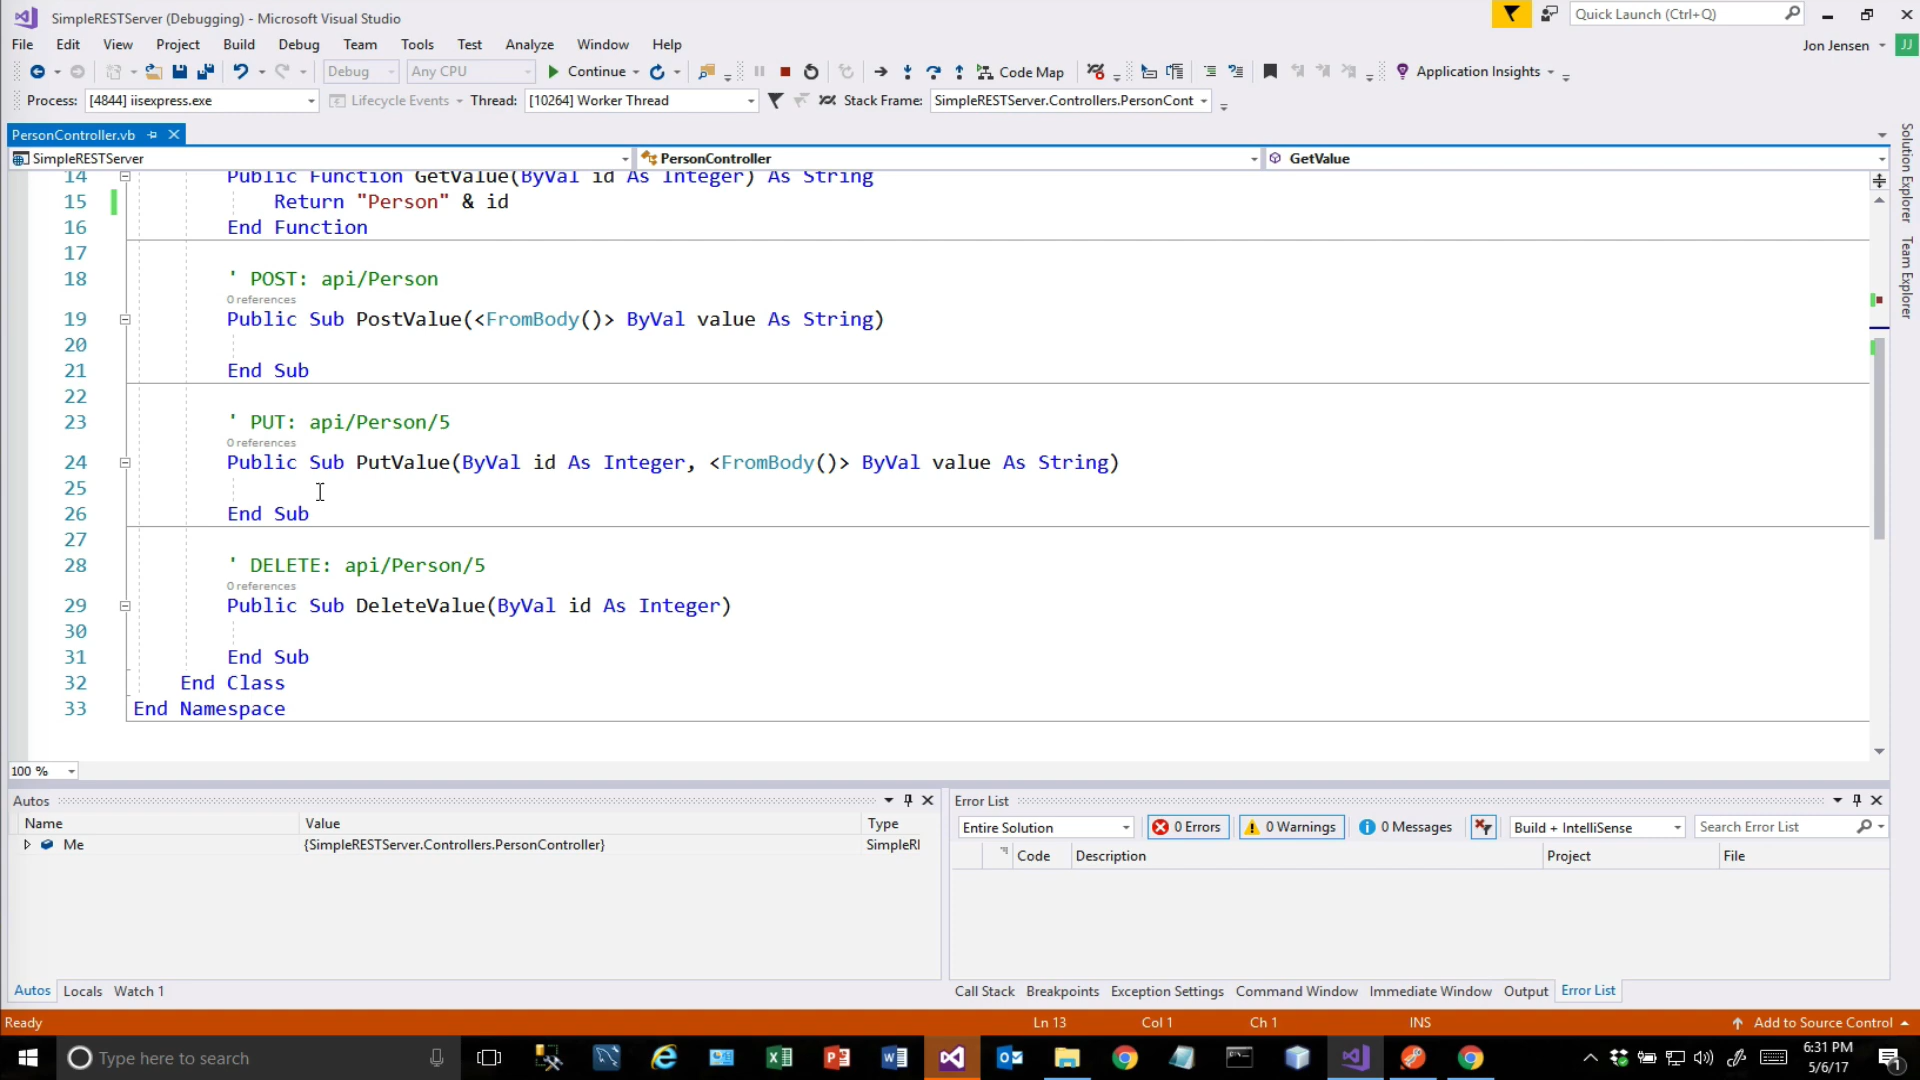 SimpleRESTServer (Debugging) - Microsoft Visual Studio
Quick Launch (Ctrl+Q)
File Edit View Project Build Debug Team Tools Test Analyze Window Help
Jon Jensen JJ
Debug Any CPU Continue Code Map Application Insights
Process: [4844] iisexpress.exe Lifecycle Events Thread: [10264] Worker Thread Stack Frame: SimpleRESTServer.Controllers.PersonCont
PersonController.vb
SimpleRESTServer PersonController GetValue
14 Public Function GetValue(ByVal id As Integer) As String
15 Return "Person" & id
16 End Function
17
18 ' POST: api/Person
0 references
19 Public Sub PostValue(<FromBody()> ByVal value As String)
20
21 End Sub
22
23 ' PUT: api/Person/5
0 references
24 Public Sub PutValue(ByVal id As Integer, <FromBody()> ByVal value As String)
25
26 End Sub
27
28 ' DELETE: api/Person/5
0 references
29 Public Sub DeleteValue(ByVal id As Integer)
30
31 End Sub
32 End Class
33 End Namespace
Solution Explorer
Team Explorer
100 %
Autos
Name Value Type
Me {SimpleRESTServer.Controllers.PersonController} SimpleRI
Autos Locals Watch 1
Error List
Entire Solution 0 Errors 0 Warnings 0 Messages Build + IntelliSense Search Error List
Code Description Project File
Call Stack Breakpoints Exception Settings Command Window Immediate Window Output Error List
Ready Ln 13 Col 1 Ch 1 INS Add to Source Control
Type here to search
6:31 PM
5/6/17
1